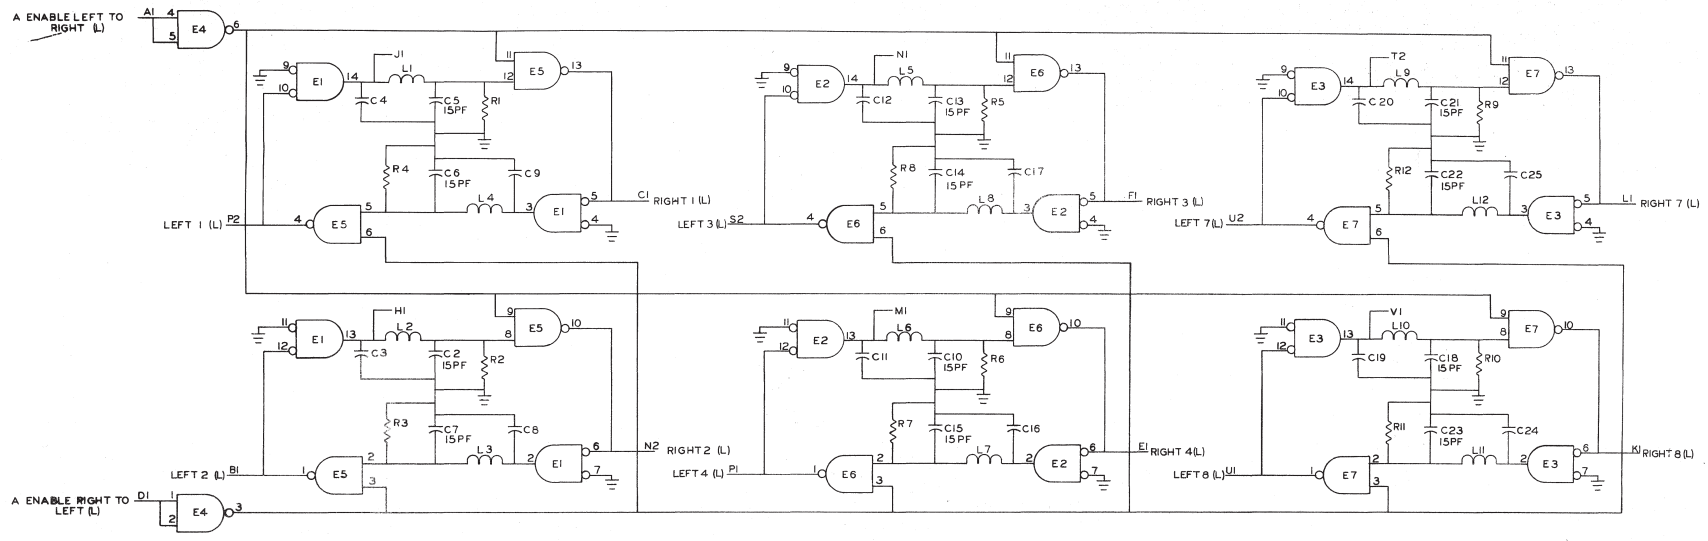 A ENABLE LEFT TO
RIGHT (L)
A1 4
5
E4
6
9
10
E1
14
J1
L1
C4
C5
15PF
R1
11
12
E5
13
R4
C6
15PF
C9
L4
3
E1
5
4
C1 RIGHT 1 (L)
LEFT 1 (L) P2
4
E5
5
6
9
10
E2
14
N1
L5
C12
C13
15PF
R5
11
12
E6
13
R8
C14
15PF
C17
L8
3
E2
5
4
F1 RIGHT 3 (L)
LEFT 3 (L) S2
4
E6
5
6
9
10
E3
14
T2
L9
C20
C21
15PF
R9
11
12
E7
13
R12
C22
15PF
C25
L12
3
E3
5
4
L1 RIGHT 7 (L)
LEFT 7 (L) U2
4
E7
5
6
11
12
E1
13
H1
L2
C3
C2
15PF
R2
9
8
E5
10
R3
C7
15PF
C8
L3
2
E1
6
7
N2 RIGHT 2 (L)
LEFT 2 (L) B1
1
E5
2
3
11
12
E2
13
M1
L6
C11
C10
15PF
R6
9
8
E6
10
R7
C15
15PF
C16
L7
2
E2
6
7
E1 RIGHT 4 (L)
LEFT 4 (L) P1
1
E6
2
3
11
12
E3
13
V1
L10
C19
C18
15PF
R10
9
8
E7
10
R11
C23
15PF
C24
L11
2
E3
6
7
K1 RIGHT 8 (L)
LEFT 8 (L) U1
1
E7
2
3
A ENABLE RIGHT TO
LEFT (L)
D1 1
2
E4
3